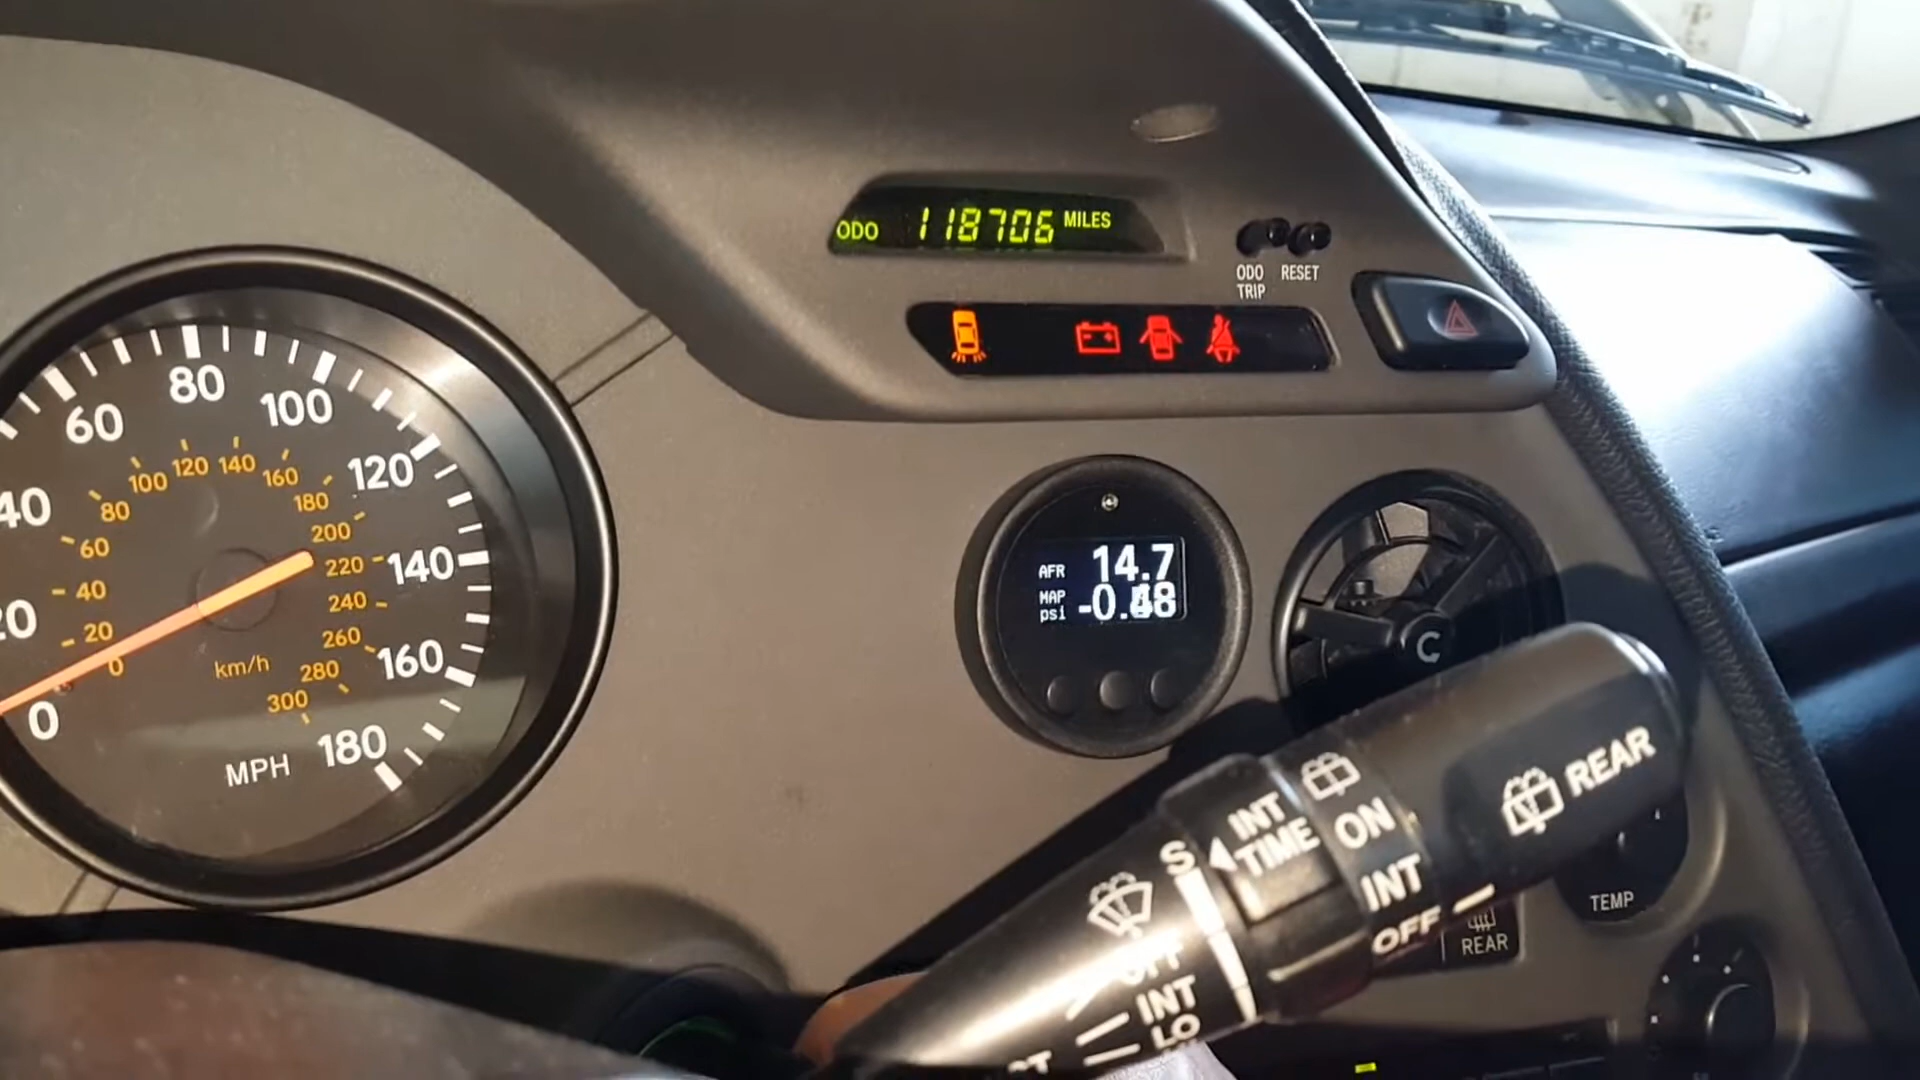 ODO 118706 MILES
ODO RESET
TRIP
80
100
60
120
40
140
20
160
0
180
100 120 140 160
80 180
60 200
40 220
20 240
0 260
km/h 280
300
MPH
AFR 14.7
MAP
psi
C
REAR
INT
TIME
ON
S
INT
OFF
OFF
INT
LO
TEMP
REAR